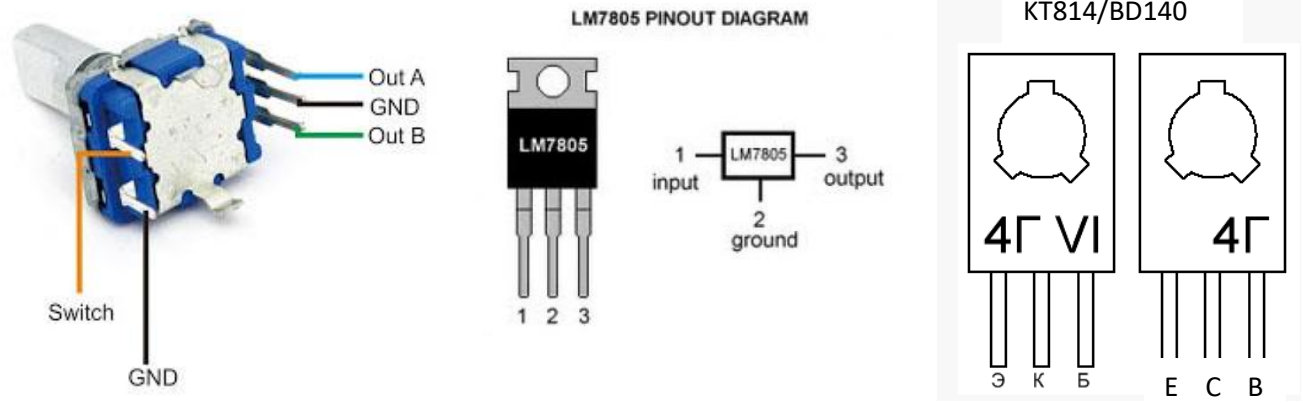 Out A
GND
Out B
Switch
GND
LM7805 PINOUT DIAGRAM
LM7805
1 2 3
1
input
LM7805
3
output
2
ground
KT814/BD140
4Г VI
Э К Б
4Г
E C B